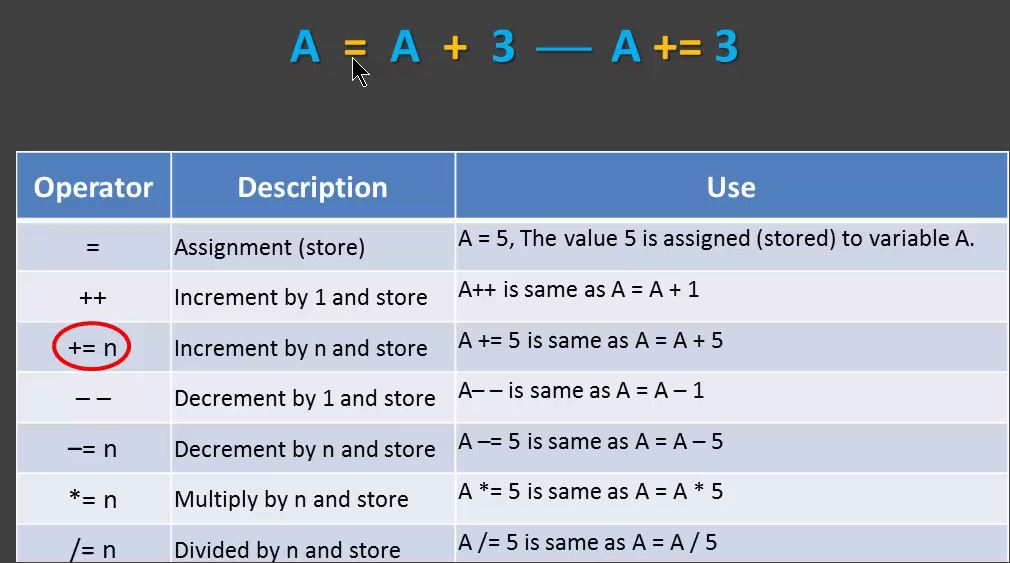 A = A + 3 — A += 3
Operator Description Use
= Assignment (store) A = 5, The value 5 is assigned (stored) to variable A.
++ Increment by 1 and store A++ is same as A = A + 1
+= n Increment by n and store A += 5 is same as A = A + 5
– – Decrement by 1 and store A– – is same as A = A – 1
–= n Decrement by n and store A –= 5 is same as A = A – 5
*= n Multiply by n and store A *= 5 is same as A = A * 5
/= n Divided by n and store A /= 5 is same as A = A / 5